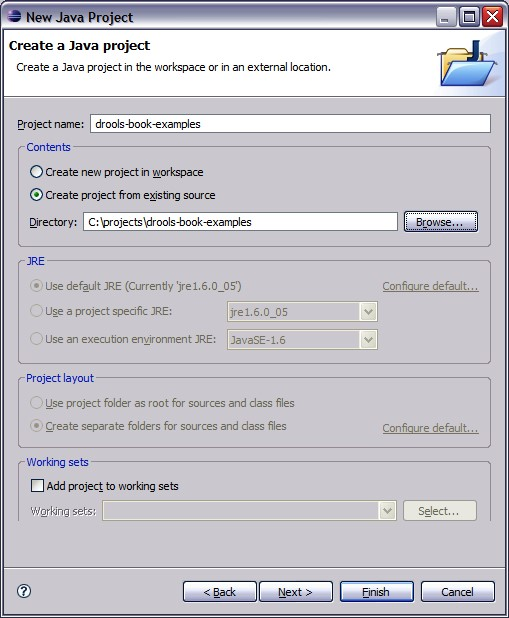 New Java Project
Create a Java project
Create a Java project in the workspace or in an external location.
Project name: drools-book-examples
Contents
Create new project in workspace
Create project from existing source
Directory: C:\projects\drools-book-examples Browse...
JRE
Use default JRE (Currently 'jre1.6.0_05') Configure default...
Use a project specific JRE: jre1.6.0_05
Use an execution environment JRE: JavaSE-1.6
Project layout
Use project folder as root for sources and class files
Create separate folders for sources and class files Configure default...
Working sets
Add project to working sets
Working sets: Select...
? < Back Next > Finish Cancel